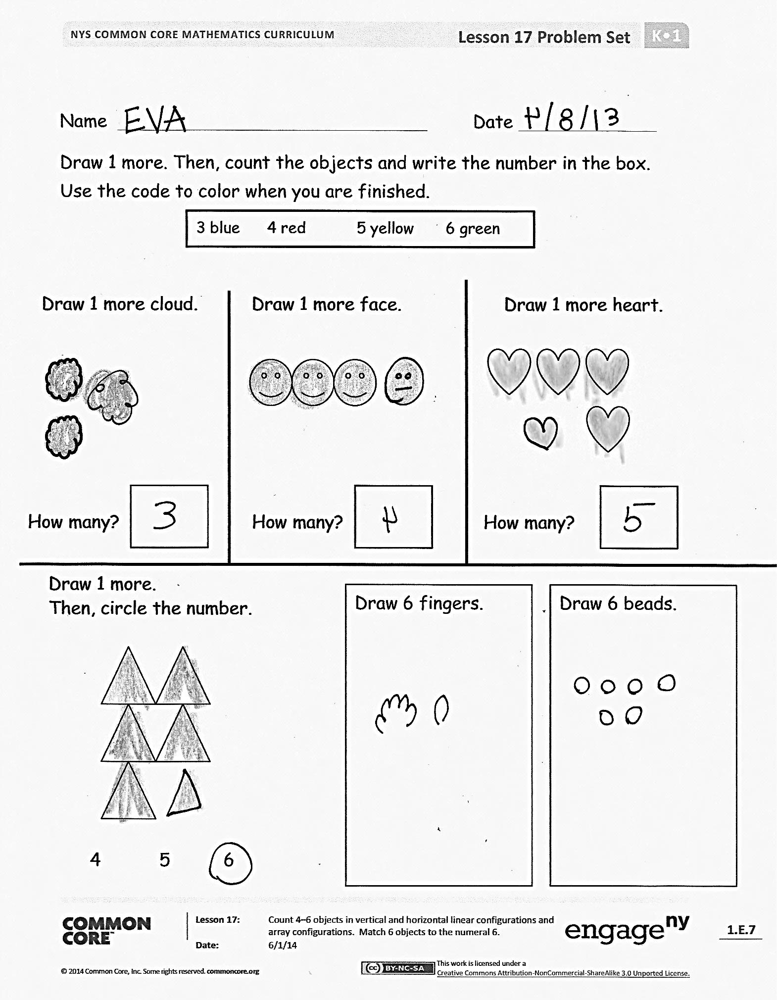 NYS COMMON CORE MATHEMATICS CURRICULUM Lesson 17 Problem Set K•1
Name EVA Date 4/8/13
Draw 1 more. Then, count the objects and write the number in the box.
Use the code to color when you are finished.
3 blue 4 red 5 yellow 6 green
Draw 1 more cloud.
How many? 3
Draw 1 more face.
How many? 4
Draw 1 more heart.
How many? 5
Draw 1 more.
Then, circle the number.
4 5 6
Draw 6 fingers.
Draw 6 beads.
COMMON
CORE™
Lesson 17: Count 4–6 objects in vertical and horizontal linear configurations and
array configurations. Match 6 objects to the numeral 6.
Date: 6/1/14
engageny
1.E.7
© 2014 Common Core, Inc. Some rights reserved. commoncore.org
cc BY-NC-SA
This work is licensed under a
Creative Commons Attribution-NonCommercial-ShareAlike 3.0 Unported License.